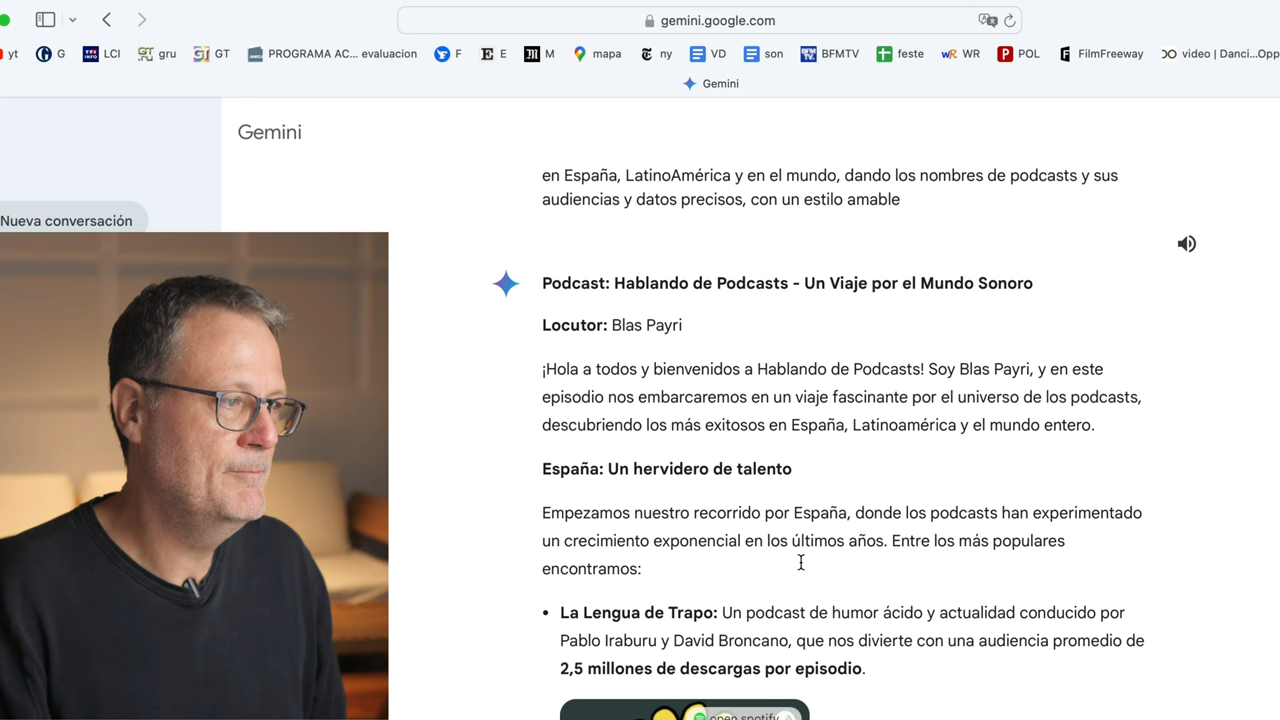 gemini.google.com
yt G LCI gru GT PROGRAMA AC... evaluacion F E M mapa ny VD son BFMTV feste WR POL FilmFreeway video | Danci...Opp
Gemini
Gemini
Nueva conversación
en España, LatinoAmérica y en el mundo, dando los nombres de podcasts y sus
audiencias y datos precisos, con un estilo amable
Podcast: Hablando de Podcasts - Un Viaje por el Mundo Sonoro
Locutor: Blas Payri
¡Hola a todos y bienvenidos a Hablando de Podcasts! Soy Blas Payri, y en este
episodio nos embarcaremos en un viaje fascinante por el universo de los podcasts,
descubriendo los más exitosos en España, Latinoamérica y el mundo entero.
España: Un hervidero de talento
Empezamos nuestro recorrido por España, donde los podcasts han experimentado
un crecimiento exponencial en los últimos años. Entre los más populares
encontramos:
• La Lengua de Trapo: Un podcast de humor ácido y actualidad conducido por
Pablo Iraburu y David Broncano, que nos divierte con una audiencia promedio de
2,5 millones de descargas por episodio.
open spotify